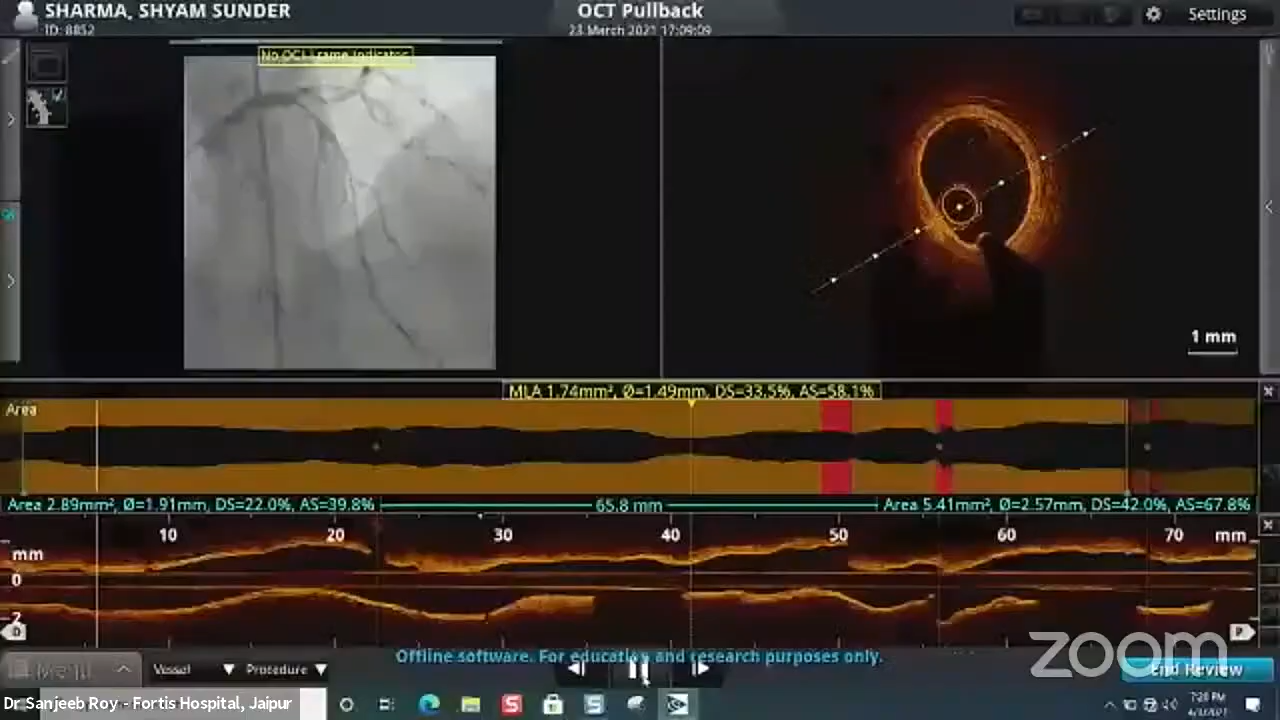 SHARMA, SHYAM SUNDER
ID: 8852
OCT Pullback
23 March 2021 17:09:09
Settings
No OCT Frame Indicator
1 mm
MLA 1.74mm², Ø=1.49mm, DS=33.5%, AS=58.1%
Area
Area 2.89mm², Ø=1.91mm, DS=22.0%, AS=39.8%
65.8 mm
Area 5.41mm², Ø=2.57mm, DS=42.0%, AS=67.8%
10 20 30 40 50 60 70 mm
mm
0
2
D
P
Offline software. For education and research purposes only.
zoom
Menu
Vessel
Procedure
End Review
Dr Sanjeeb Roy - Fortis Hospital, Jaipur
S
S